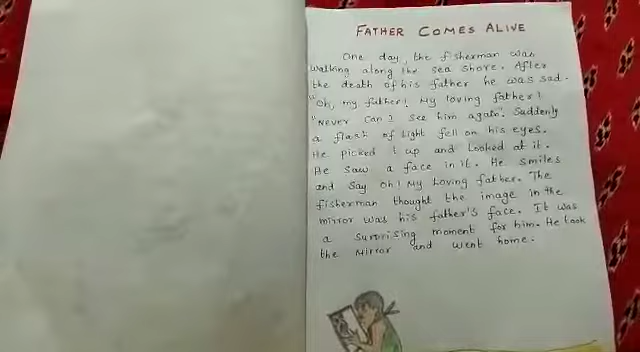 FATHER COMES ALIVE
One day, the fisherman was
walking along the sea shore. After
the death of his father he was sad.
"Oh, my father! My loving father!
"Never can I see him again". Suddenly
a flash of light fell on his eyes.
He picked t up and looked at it.
He saw a face in it. He smiles
and say Oh! My Loving father. The
fisherman thought the image in the
mirror was his father's face. It was
a surprising moment for him. He took
the Mirror and went home.